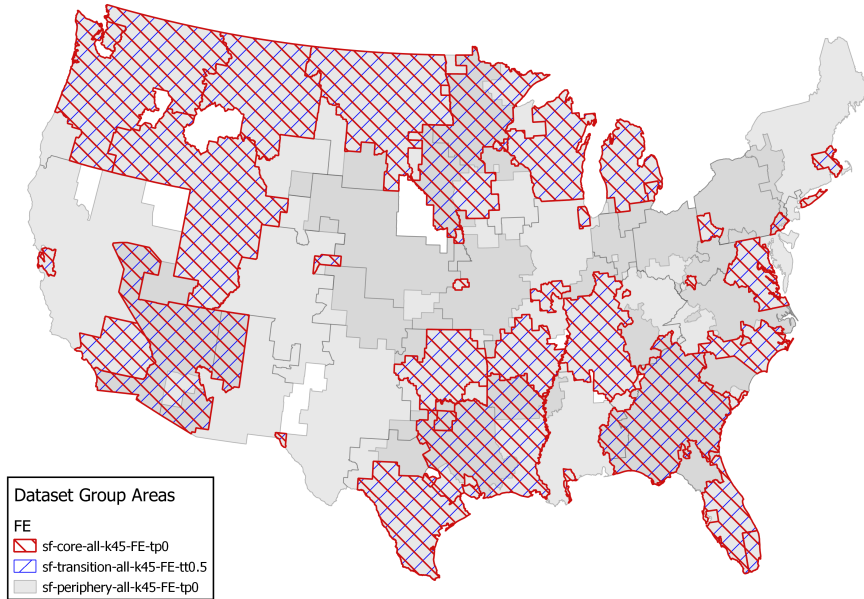 Dataset Group Areas
FE
sf-core-all-k45-FE-tp0
sf-transition-all-k45-FE-tt0.5
sf-periphery-all-k45-FE-tp0